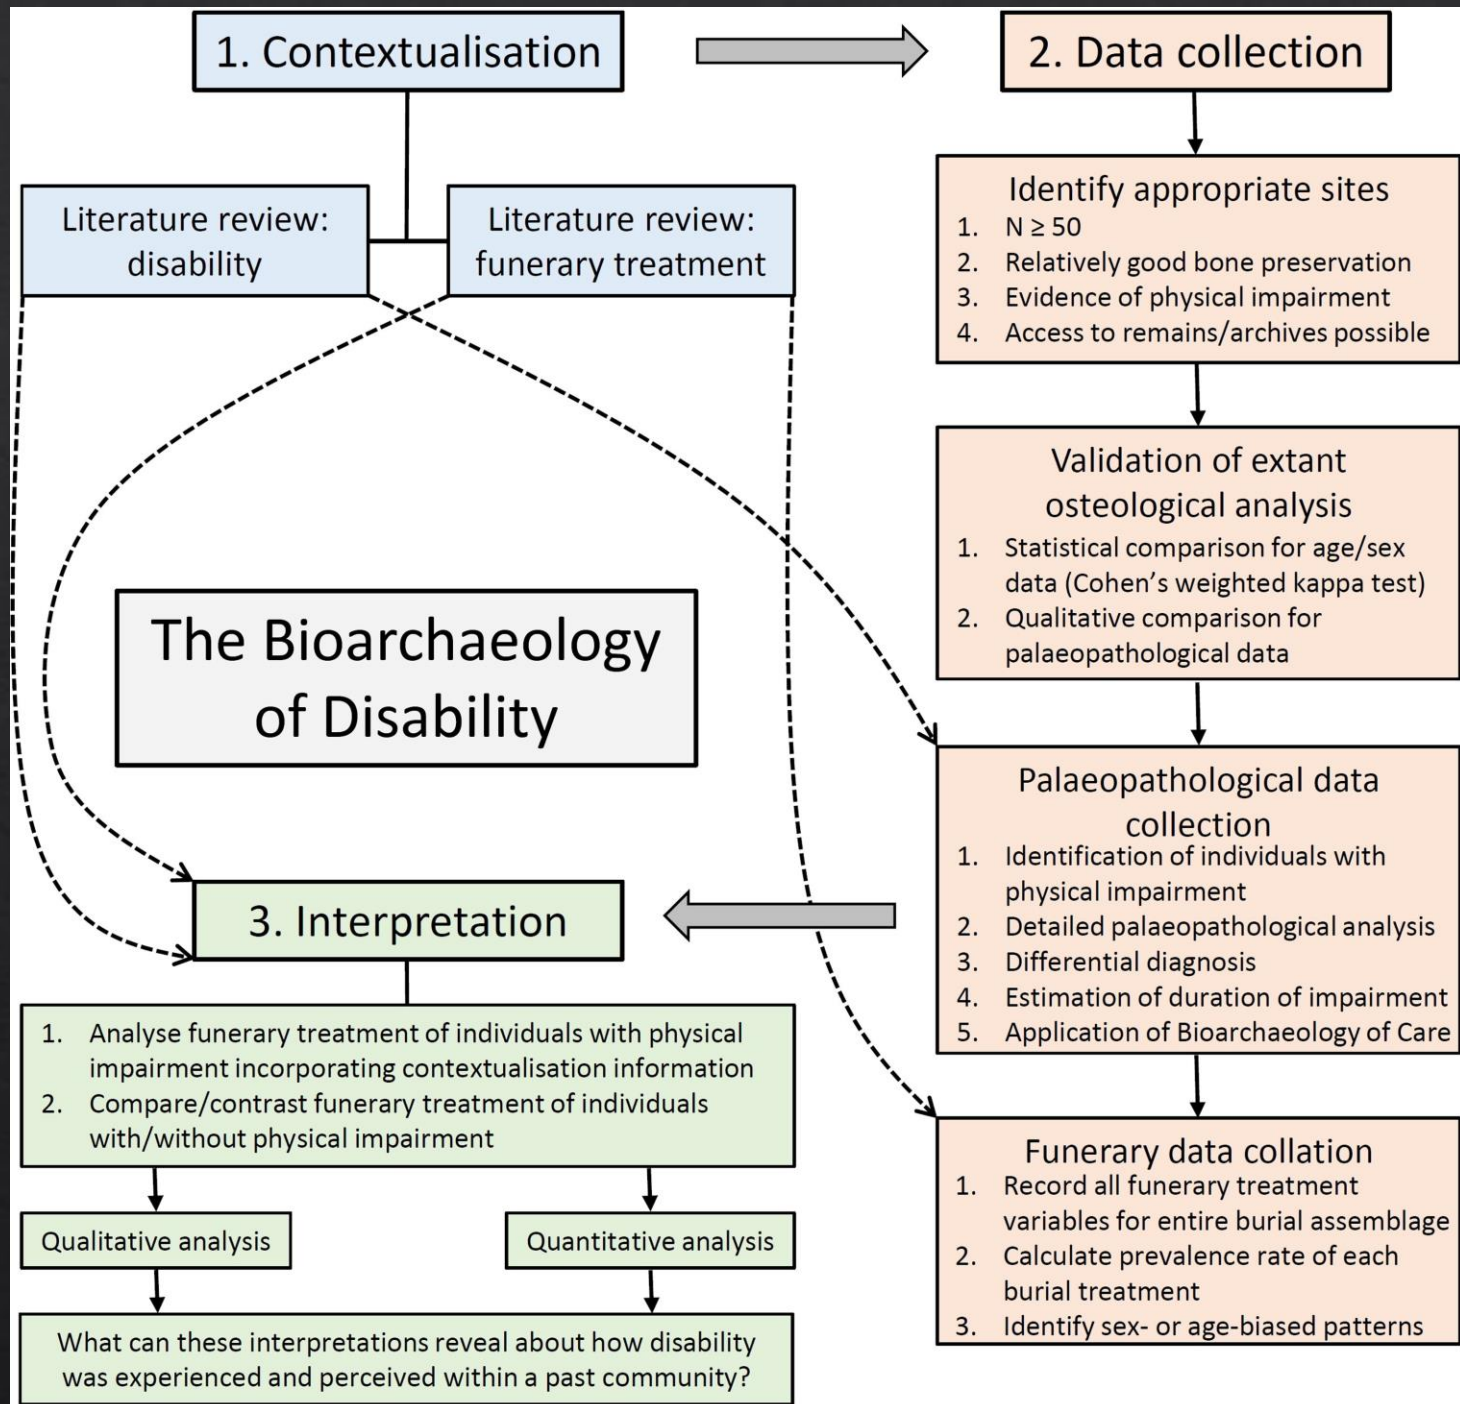 1. Contextualisation
Literature review:
disability
Literature review:
funerary treatment
2. Data collection
Identify appropriate sites
1. N ≥ 50
2. Relatively good bone preservation
3. Evidence of physical impairment
4. Access to remains/archives possible
Validation of extant
osteological analysis
1. Statistical comparison for age/sex
data (Cohen's weighted kappa test)
2. Qualitative comparison for
palaeopathological data
Palaeopathological data
collection
1. Identification of individuals with
physical impairment
2. Detailed palaeopathological analysis
3. Differential diagnosis
4. Estimation of duration of impairment
5. Application of Bioarchaeology of Care
Funerary data collation
1. Record all funerary treatment
variables for entire burial assemblage
2. Calculate prevalence rate of each
burial treatment
3. Identify sex- or age-biased patterns
The Bioarchaeology
of Disability
3. Interpretation
1. Analyse funerary treatment of individuals with physical
impairment incorporating contextualisation information
2. Compare/contrast funerary treatment of individuals
with/without physical impairment
Qualitative analysis
Quantitative analysis
What can these interpretations reveal about how disability
was experienced and perceived within a past community?